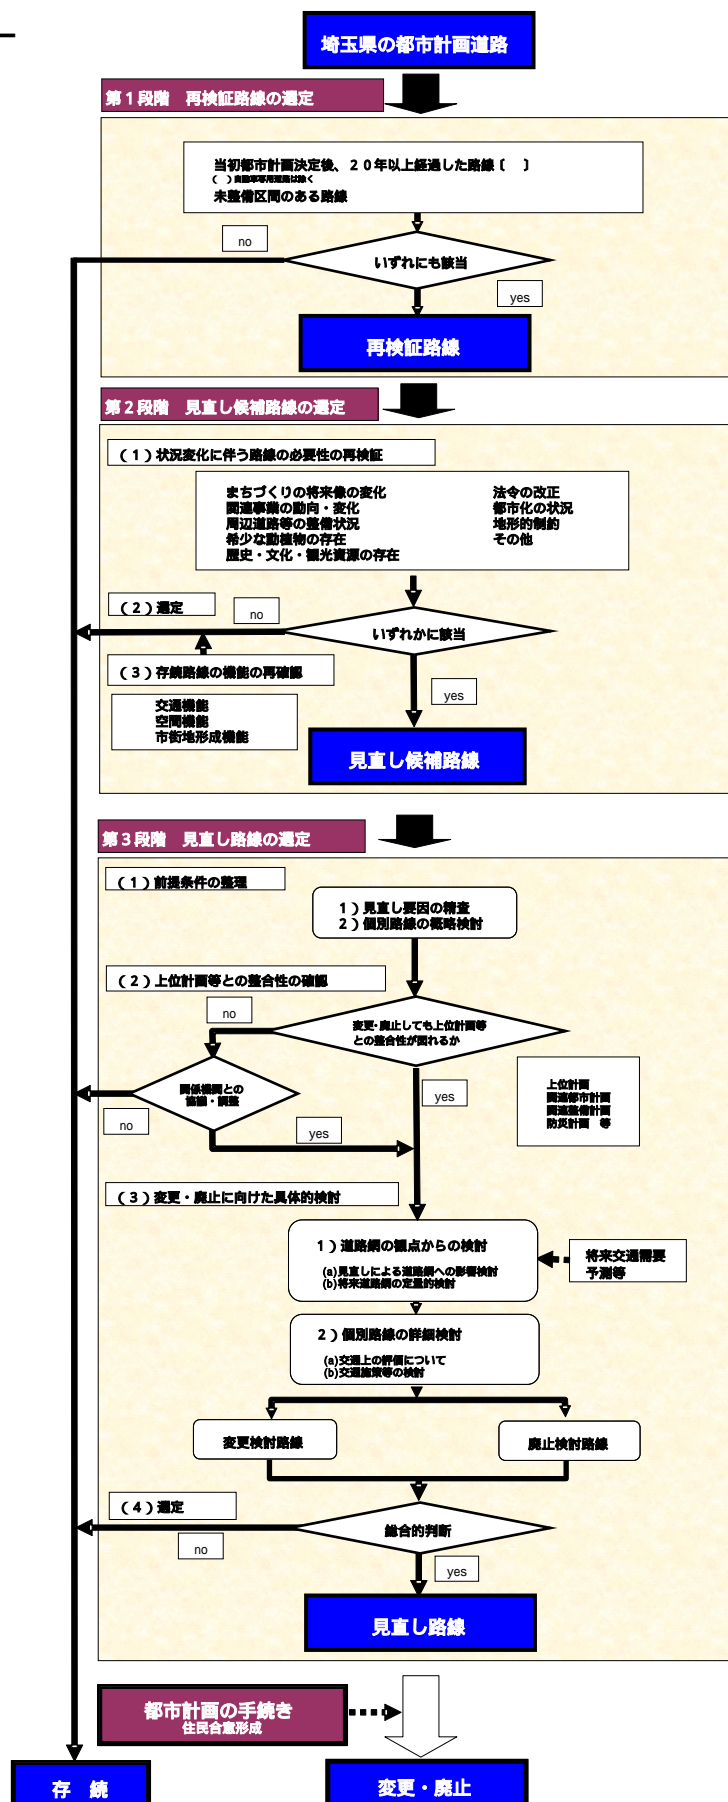 埼玉県の都市計画道路
第1段階　再検証路線の選定
当初都市計画決定後、20年以上経過した路線〔　〕
(　)自動車専用道路は除く
未整備区間のある路線
no
いずれにも該当
yes
再検証路線
第2段階　見直し候補路線の選定
(1)状況変化に伴う路線の必要性の再検証
まちづくりの将来像の変化　法令の改正
関連事業の動向・変化　都市化の状況
周辺道路等の整備状況　地形的制約
希少な動植物の存在　その他
歴史・文化・観光資源の存在
(2)選定
no
いずれかに該当
(3)存続路線の機能の再確認
yes
交通機能
空間機能
市街地形成機能
見直し候補路線
第3段階　見直し路線の選定
(1)前提条件の整理
1)見直し要因の精査
2)個別路線の概略検討
(2)上位計画等との整合性の確認
no
変更・廃止しても上位計画等
との整合性が図れるか
関係機関との
協議・調整
yes
上位計画
関連都市計画
関連整備計画
防災計画　等
no
yes
(3)変更・廃止に向けた具体的検討
1)道路網の観点からの検討
(a)見直しによる道路網への影響検討
(b)将来道路網の定量的検討
将来交通需要
予測等
2)個別路線の詳細検討
(a)交通上の評価について
(b)交通施策等の検討
変更検討路線
廃止検討路線
(4)選定
総合的判断
no
yes
見直し路線
都市計画の手続き
住民合意形成
存　続
変更・廃止